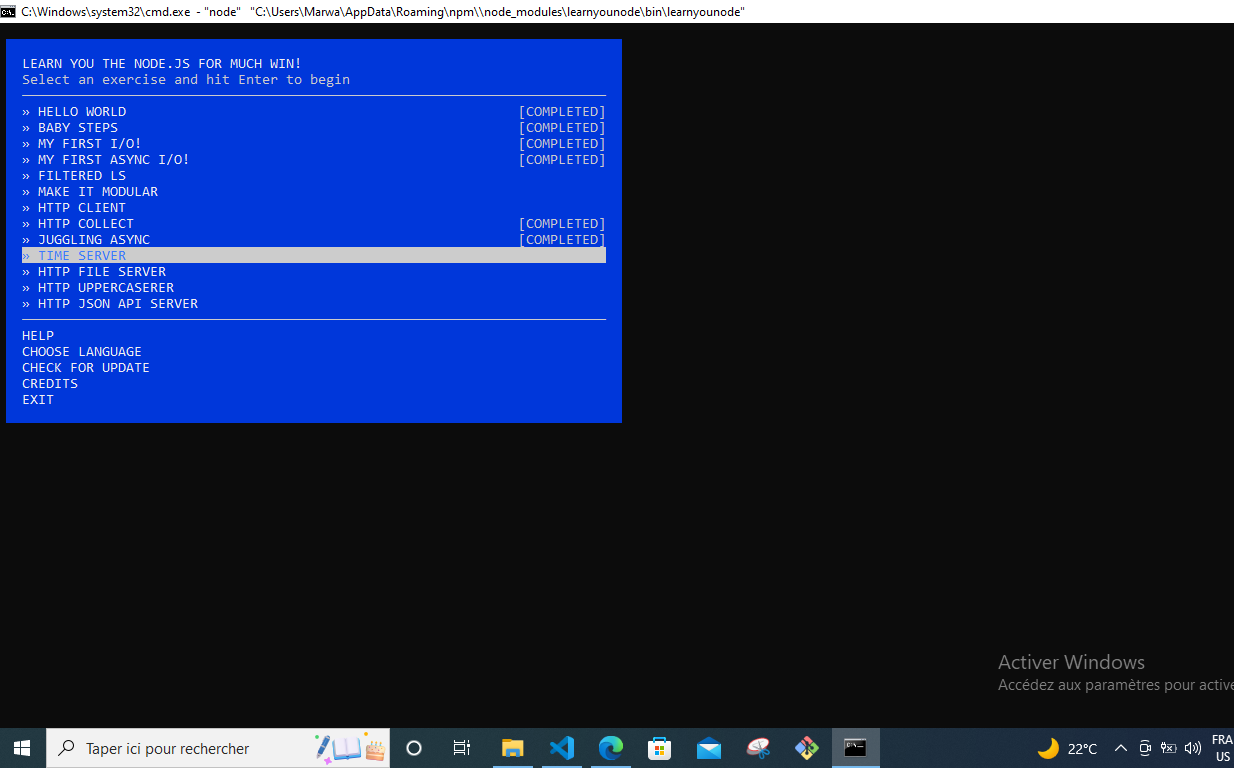 C:\Windows\system32\cmd.exe - "node" "C:\Users\Marwa\AppData\Roaming\npm\\node_modules\learnyounode\bin\learnyounode"
LEARN YOU THE NODE.JS FOR MUCH WIN!
Select an exercise and hit Enter to begin
» HELLO WORLD [COMPLETED]
» BABY STEPS [COMPLETED]
» MY FIRST I/O! [COMPLETED]
» MY FIRST ASYNC I/O! [COMPLETED]
» FILTERED LS
» MAKE IT MODULAR
» HTTP CLIENT
» HTTP COLLECT [COMPLETED]
» JUGGLING ASYNC [COMPLETED]
» TIME SERVER
» HTTP FILE SERVER
» HTTP UPPERCASERER
» HTTP JSON API SERVER
HELP
CHOOSE LANGUAGE
CHECK FOR UPDATE
CREDITS
EXIT
Activer Windows
Accédez aux paramètres pour active
Taper ici pour rechercher
22°C
FRA
US